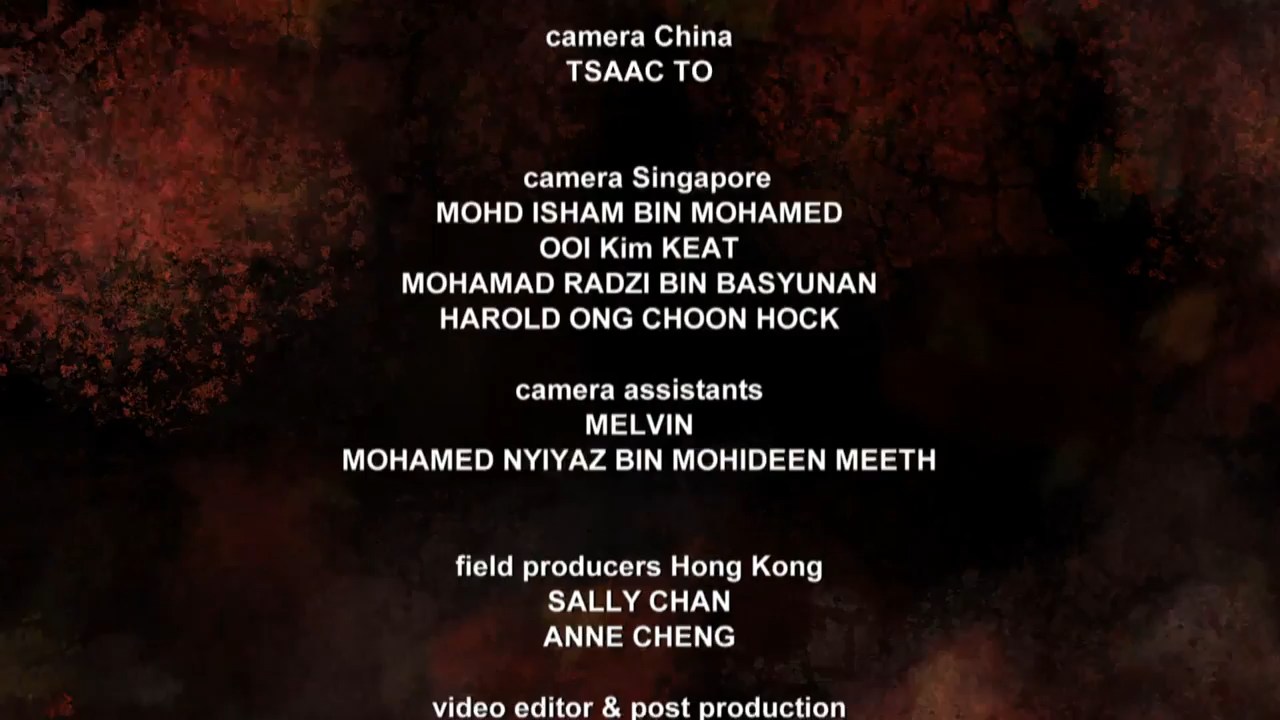 camera China
TSAAC TO
camera Singapore
MOHD ISHAM BIN MOHAMED
OOI Kim KEAT
MOHAMAD RADZI BIN BASYUNAN
HAROLD ONG CHOON HOCK
camera assistants
MELVIN
MOHAMED NYIYAZ BIN MOHIDEEN MEETH
field producers Hong Kong
SALLY CHAN
ANNE CHENG
video editor & post production